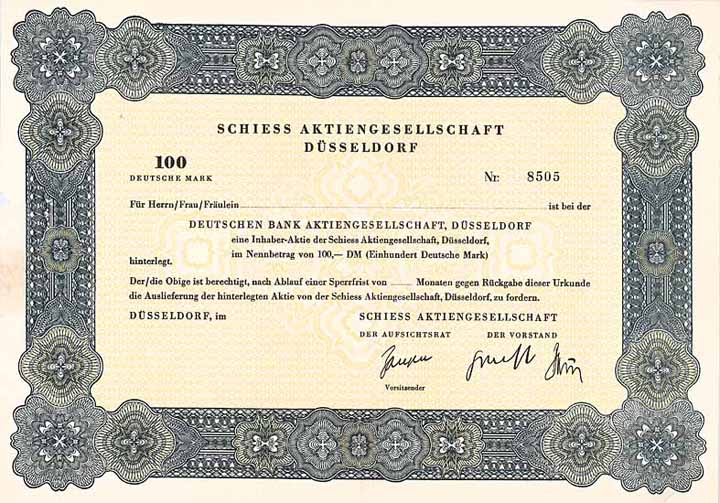 SCHIESS AKTIENGESELLSCHAFT
DÜSSELDORF
100
DEUTSCHE MARK
Nr. 8505
Für Herrn/Frau/Fräulein ist bei der
DEUTSCHEN BANK AKTIENGESELLSCHAFT, DÜSSELDORF
eine Inhaber-Aktie der Schiess Aktiengesellschaft, Düsseldorf,
im Nennbetrag von 100,— DM (Einhundert Deutsche Mark)
hinterlegt.
Der/die Obige ist berechtigt, nach Ablauf einer Sperrfrist von Monaten gegen Rückgabe dieser Urkunde
die Auslieferung der hinterlegten Aktie von der Schiess Aktiengesellschaft, Düsseldorf, zu fordern.
DÜSSELDORF, im SCHIESS AKTIENGESELLSCHAFT
DER AUFSICHTSRAT DER VORSTAND
Vorsitzender